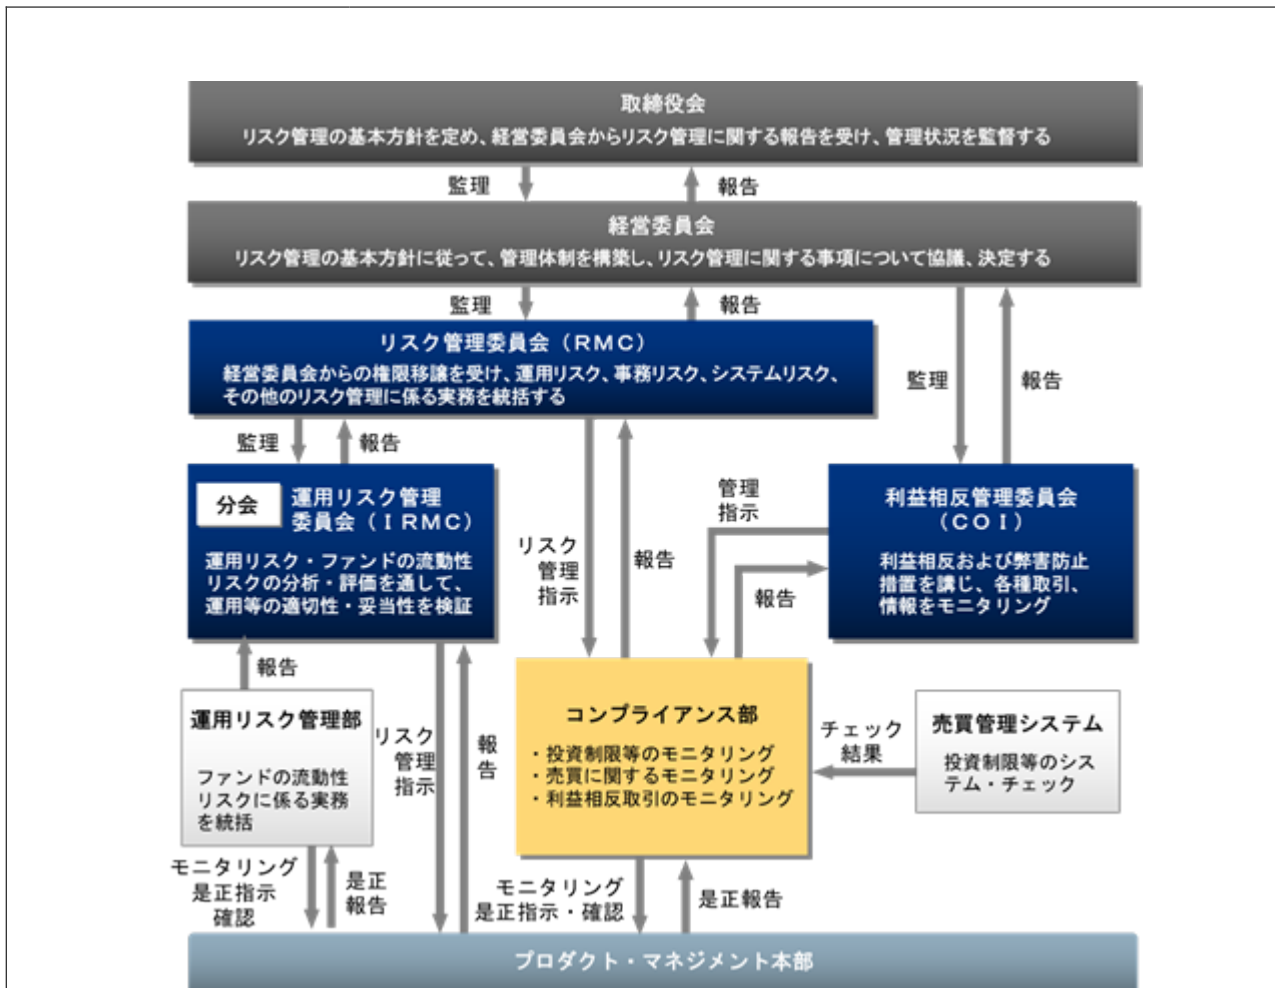 取締役会
リスク管理の基本方針を定め、経営委員会からリスク管理に関する報告を受け、管理状況を監督する
監理
報告
経営委員会
リスク管理の基本方針に従って、管理体制を構築し、リスク管理に関する事項について協議、決定する
監理
報告
リスク管理委員会（RMC）
経営委員会からの権限移譲を受け、運用リスク、事務リスク、システムリスク、
その他のリスク管理に係る実務を統括する
監理
報告
監理
報告
分会
運用リスク管理
委員会（IRMC）
運用リスク・ファンドの流動性
リスクの分析・評価を通して、
運用等の適切性・妥当性を検証
リスク
管理
指示
報告
管理
指示
報告
利益相反管理委員会
（COI）
利益相反および弊害防止
措置を講じ、各種取引、
情報をモニタリング
報告
運用リスク管理部
ファンドの流動性
リスクに係る実務
を統括
リスク
管理
指示
報
告
コンプライアンス部
・投資制限等のモニタリング
・売買に関するモニタリング
・利益相反取引のモニタリング
チェック
結果
売買管理システム
投資制限等のシス
テム・チェック
モニタリング
是正指示
確認
是正
報告
モニタリング
是正指示・確認
是正報告
プロダクト・マネジメント本部